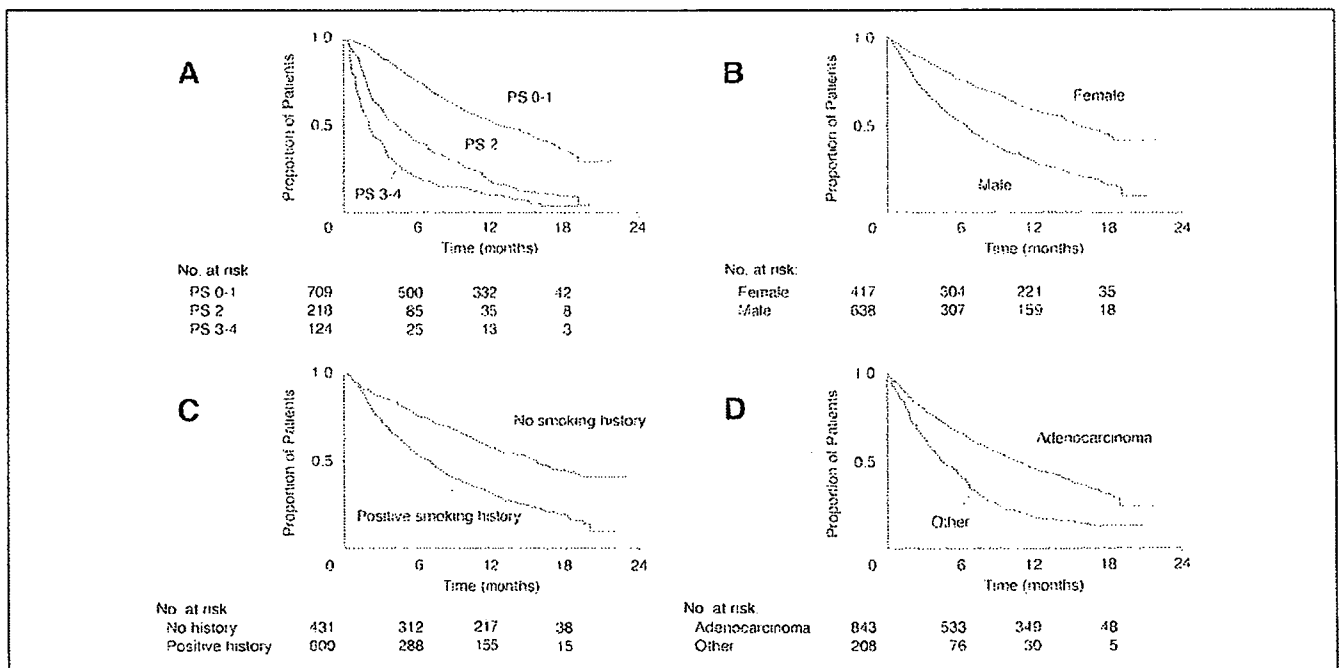 A
Proportion of Patients
1.0
0.5
0
6
12
18
24
PS 0-1
PS 2
PS 3-4
Time (months)
No. at risk
PS 0-1 709 500 332 42
PS 2 218 85 35 8
PS 3-4 124 25 13 3
B
Proportion of Patients
1.0
0.5
0
6
12
18
24
Female
Male
Time (months)
No. at risk:
Female 417 304 221 35
Male 638 307 159 18
C
Proportion of Patients
1.0
0.5
0
6
12
18
24
No smoking history
Positive smoking history
Time (months)
No. at risk
No history 431 312 217 38
Positive history 600 288 155 15
D
Proportion of Patients
1.0
0.5
0
6
12
18
24
Adenocarcinoma
Other
Time (months)
No. at risk.
Adenocarcinoma 843 533 349 48
Other 208 76 30 5